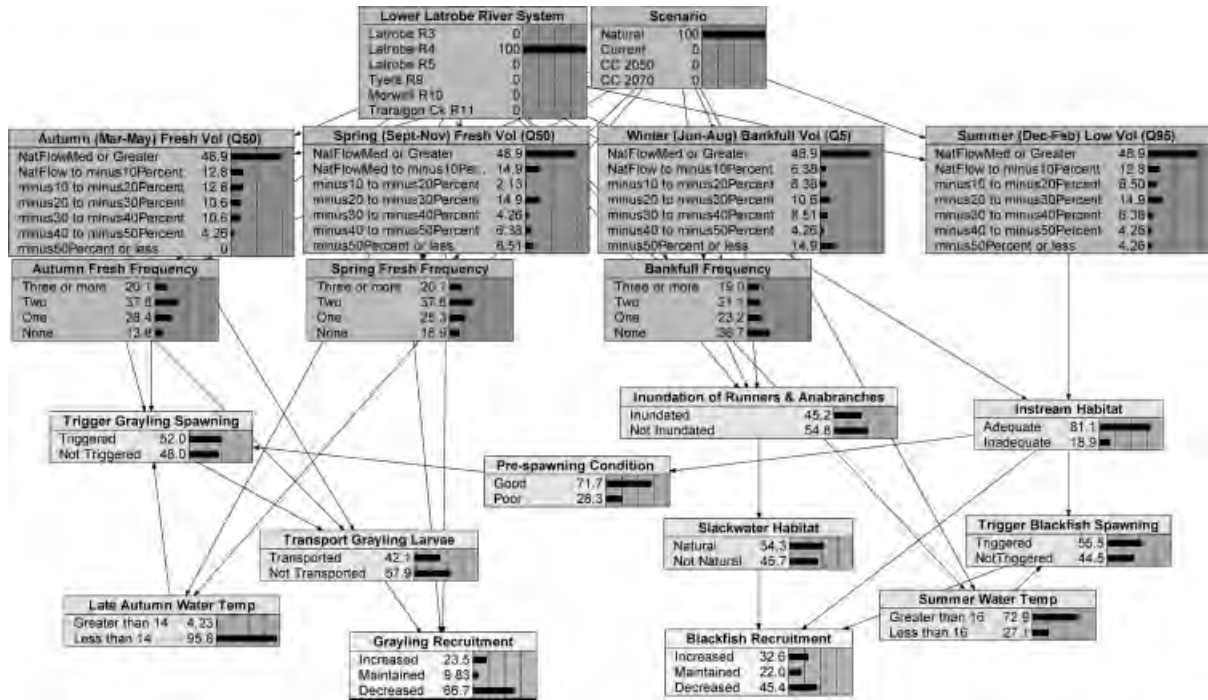 Lower Latrobe River System
Latrobe R3 0
Latrobe R4 100
Latrobe R5 0
Tyers R9 0
Morwell R10 0
Traralgon Ck R11 0
Scenario
Natural 100
Current 0
CC 2050 0
CC 2070 0
Autumn (Mar-May) Fresh Vol (Q50)
NatFlowMed or Greater 48.9
NatFlow to minus10Percent 12.8
minus10 to minus20Percent 12.8
minus20 to minus30Percent 10.6
minus30 to minus40Percent 10.6
minus40 to minus50Percent 4.26
minus50Percent or less 0
Spring (Sept-Nov) Fresh Vol (Q50)
NatFlowMed or Greater 48.9
NatFlowMed to minus10Per... 14.9
minus10 to minus20Percent 2.13
minus20 to minus30Percent 14.9
minus30 to minus40Percent 4.26
minus40 to minus50Percent 6.38
minus50Percent or less 8.51
Winter (Jun-Aug) Bankfull Vol (Q5)
NatFlowMed or Greater 48.9
NatFlow to minus10Percent 6.38
minus10 to minus20Percent 6.38
minus20 to minus30Percent 10.6
minus30 to minus40Percent 8.51
minus40 to minus50Percent 4.26
minus50Percent or less 14.9
Summer (Dec-Feb) Low Vol (Q95)
NatFlowMed or Greater 48.9
NatFlow to minus10Percent 12.8
minus10 to minus20Percent 8.50
minus20 to minus30Percent 14.9
minus30 to minus40Percent 6.38
minus40 to minus50Percent 4.26
minus50Percent or less 4.26
Autumn Fresh Frequency
Three or more 20.1
Two 37.6
One 28.4
None 13.8
Spring Fresh Frequency
Three or more 20.1
Two 37.6
One 25.3
None 16.9
Bankfull Frequency
Three or more 19.0
Two 21.1
One 23.2
None 36.7
Trigger Grayling Spawning
Triggered 52.0
Not Triggered 48.0
Inundation of Runners & Anabranches
Inundated 45.2
Not Inundated 54.8
Instream Habitat
Adequate 81.1
Inadequate 18.9
Pre-spawning Condition
Good 71.7
Poor 28.3
Transport Grayling Larvae
Transported 42.1
Not Transported 57.9
Slackwater Habitat
Natural 54.3
Not Natural 45.7
Trigger Blackfish Spawning
Triggered 55.5
NotTriggered 44.5
Late Autumn Water Temp
Greater than 14 4.23
Less than 14 95.8
Summer Water Temp
Greater than 16 72.9
Less than 16 27.1
Grayling Recruitment
Increased 23.5
Maintained 9.83
Decreased 66.7
Blackfish Recruitment
Increased 32.6
Maintained 22.0
Decreased 45.4